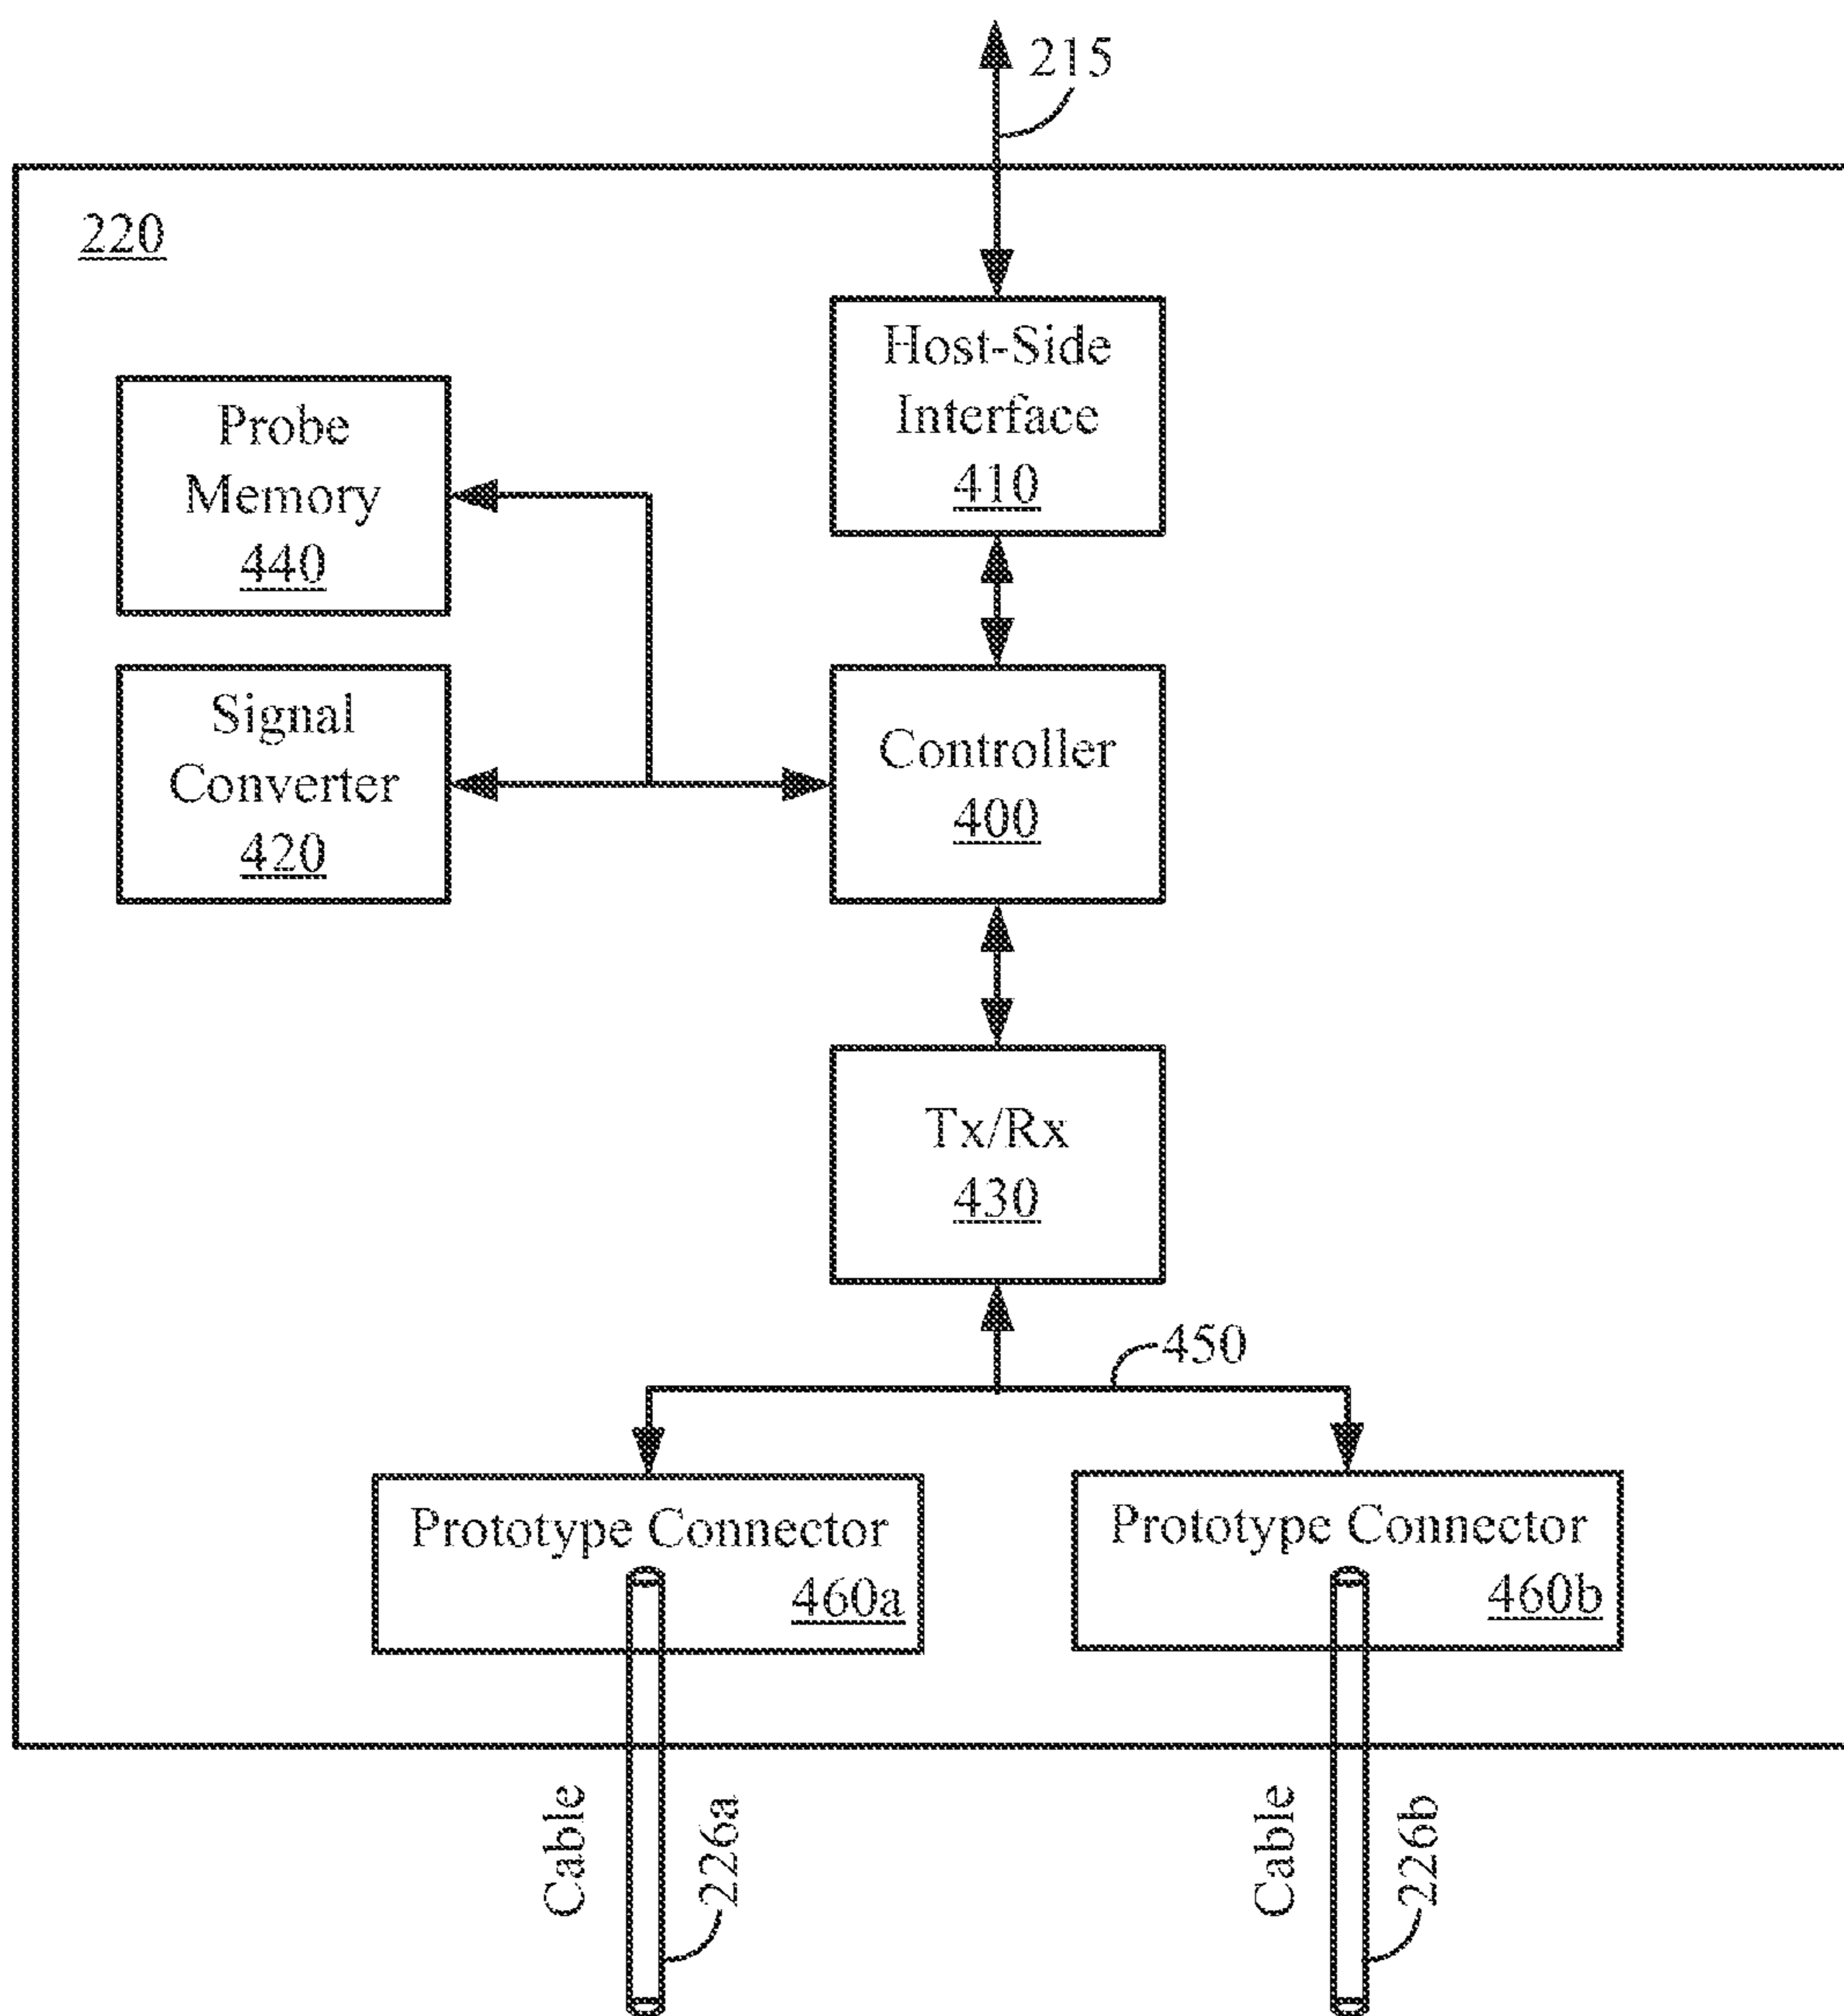 215
220
Host-Side
Interface
410
Probe
Memory
440
Signal
Converter
420
Controller
400
Tx/Rx
430
450
Prototype Connector
460a
Prototype Connector
460b
Cable
226a
Cable
226b